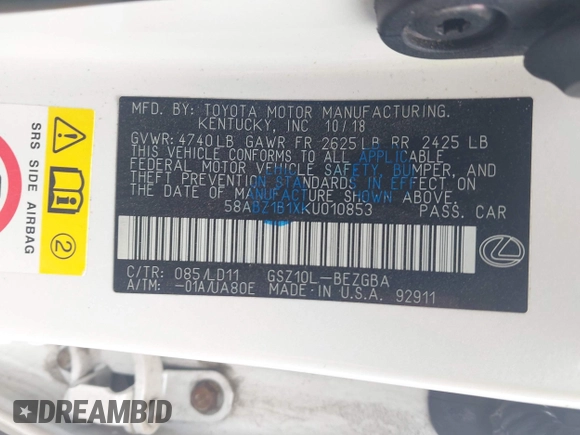 MFD. BY: TOYOTA MOTOR MANUFACTURING.
KENTUCKY, INC 10/18
GVWR: 4740LB GAWR FR 2625LB RR 2425 LB
THIS VEHICLE CONFORMS TO ALL APPLICABLE
FEDERAL MOTOR VEHICLE SAFETY, BUMPER, AND
THEFT PREVENTION STANDARDS IN EFFECT ON
THE DATE OF MANUFACTURE SHOWN ABOVE.
58ABZ1B1XKU010853 PASS. CAR
C/TR: 085/LD11 GSZ10L-BEZGBA
A/TM: -01A/UA80E MADE IN U.S.A. 92911
SRS SIDE AIRBAG
2
DREAMBID